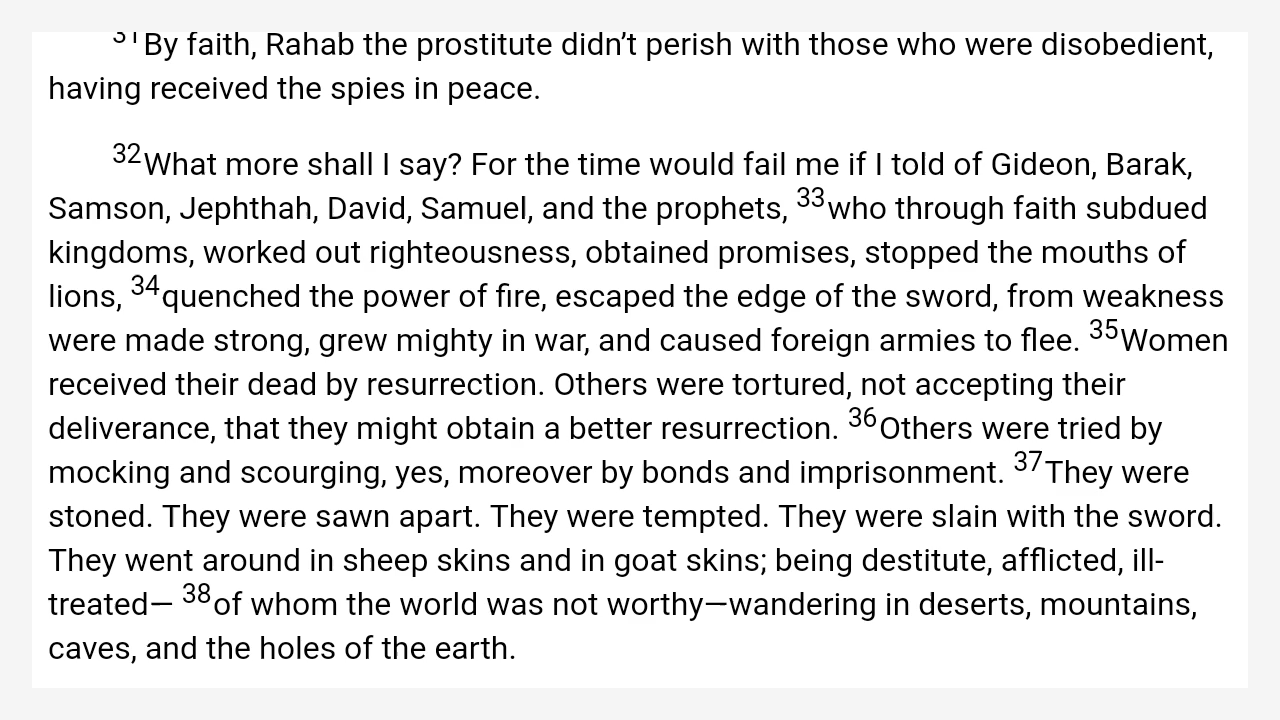 31By faith, Rahab the prostitute didn’t perish with those who were disobedient,
having received the spies in peace.
32What more shall I say? For the time would fail me if I told of Gideon, Barak,
Samson, Jephthah, David, Samuel, and the prophets, 33who through faith subdued
kingdoms, worked out righteousness, obtained promises, stopped the mouths of
lions, 34quenched the power of fire, escaped the edge of the sword, from weakness
were made strong, grew mighty in war, and caused foreign armies to flee. 35Women
received their dead by resurrection. Others were tortured, not accepting their
deliverance, that they might obtain a better resurrection. 36Others were tried by
mocking and scourging, yes, moreover by bonds and imprisonment. 37They were
stoned. They were sawn apart. They were tempted. They were slain with the sword.
They went around in sheep skins and in goat skins; being destitute, afflicted, ill-
treated— 38of whom the world was not worthy—wandering in deserts, mountains,
caves, and the holes of the earth.